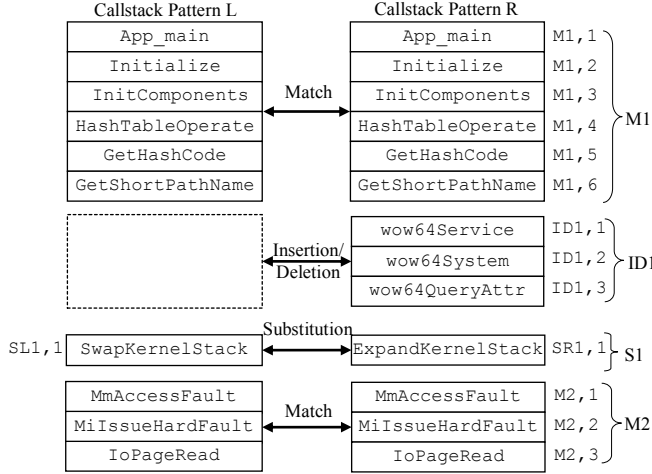 Callstack Pattern L Callstack Pattern R
App_main App_main M1,1
Initialize Initialize M1,2
InitComponents Match InitComponents M1,3
HashTableOperate HashTableOperate M1,4 M1
GetHashCode GetHashCode M1,5
GetShortPathName GetShortPathName M1,6
wow64Service ID1,1
Insertion/ wow64System ID1,2 ID1
Deletion wow64QueryAttr ID1,3
Substitution
SL1,1 SwapKernelStack ExpandKernelStack SR1,1 S1
MmAccessFault MmAccessFault M2,1
MiIssueHardFault Match MiIssueHardFault M2,2 M2
IoPageRead IoPageRead M2,3